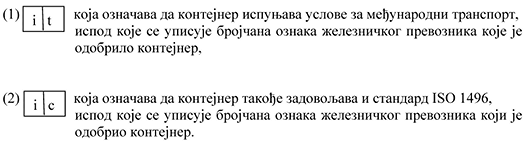 (1) i t која означава да контејнер испуњава услове за међународни транспорт,
испод које се уписује бројчана ознака железничког превозника које је
одобрило контејнер,
(2) i c која означава да контејнер такође задовољава и стандард ISO 1496,
испод које се уписује бројчана ознака железничког превозника који је
одобрио контејнер.